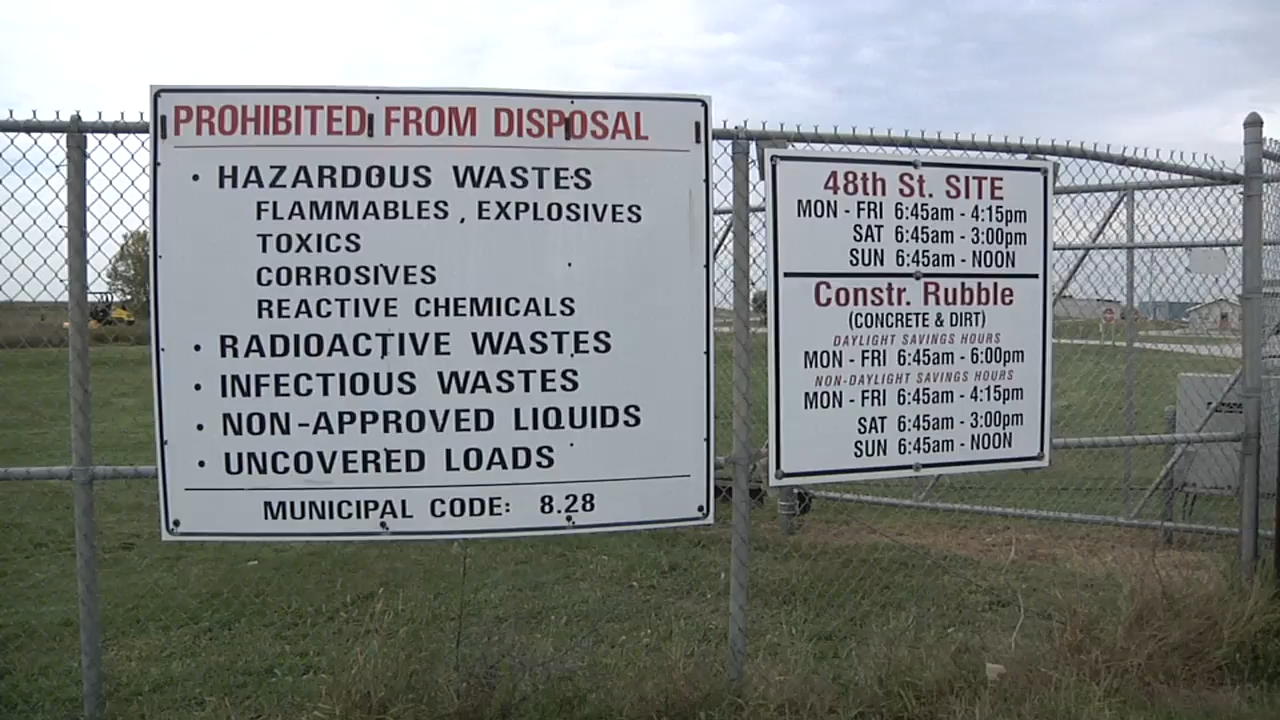 PROHIBITED FROM DISPOSAL
• HAZARDOUS WASTES
FLAMMABLES , EXPLOSIVES
TOXICS
CORROSIVES
REACTIVE CHEMICALS
• RADIOACTIVE WASTES
• INFECTIOUS WASTES
• NON-APPROVED LIQUIDS
• UNCOVERED LOADS
MUNICIPAL CODE: 8.28
48th St. SITE
MON - FRI 6:45am - 4:15pm
SAT 6:45am - 3:00pm
SUN 6:45am - NOON
Constr. Rubble
(CONCRETE & DIRT)
DAYLIGHT SAVINGS HOURS
MON - FRI 6:45am - 6:00pm
NON-DAYLIGHT SAVINGS HOURS
MON - FRI 6:45am - 4:15pm
SAT 6:45am - 3:00pm
SUN 6:45am - NOON